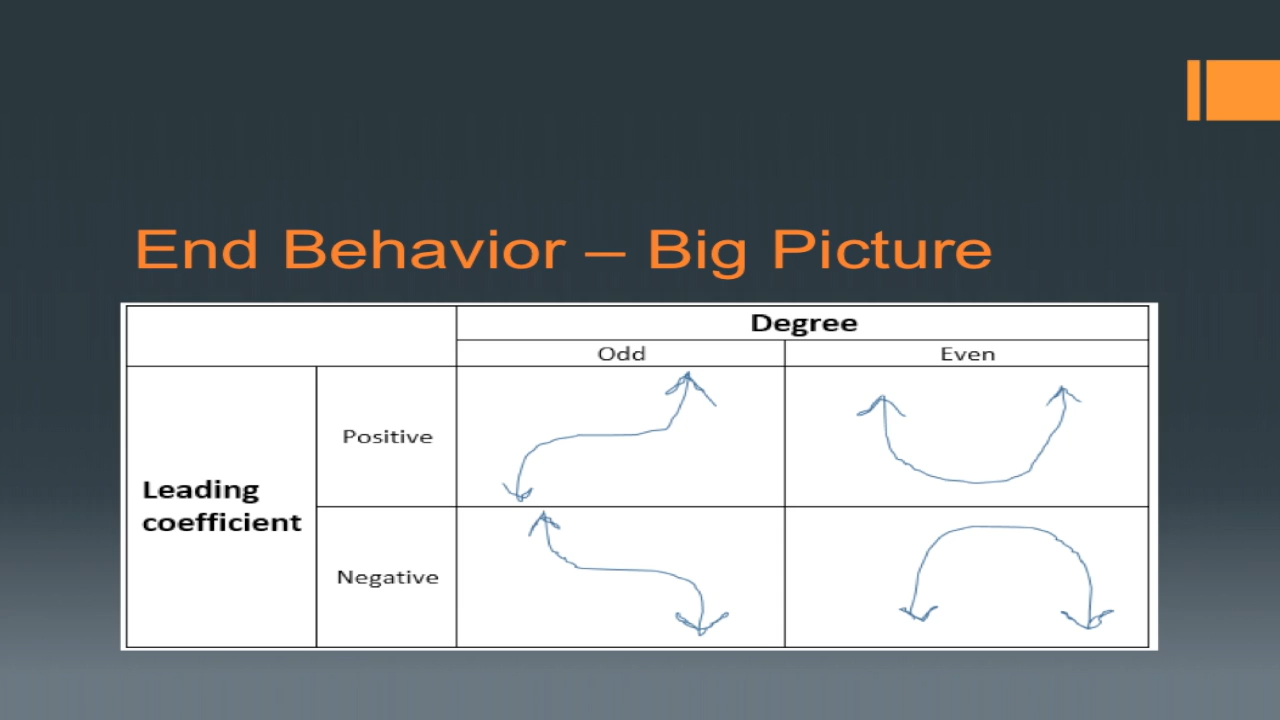 End Behavior – Big Picture
Degree
Odd
Even
Positive
Leading
coefficient
Negative